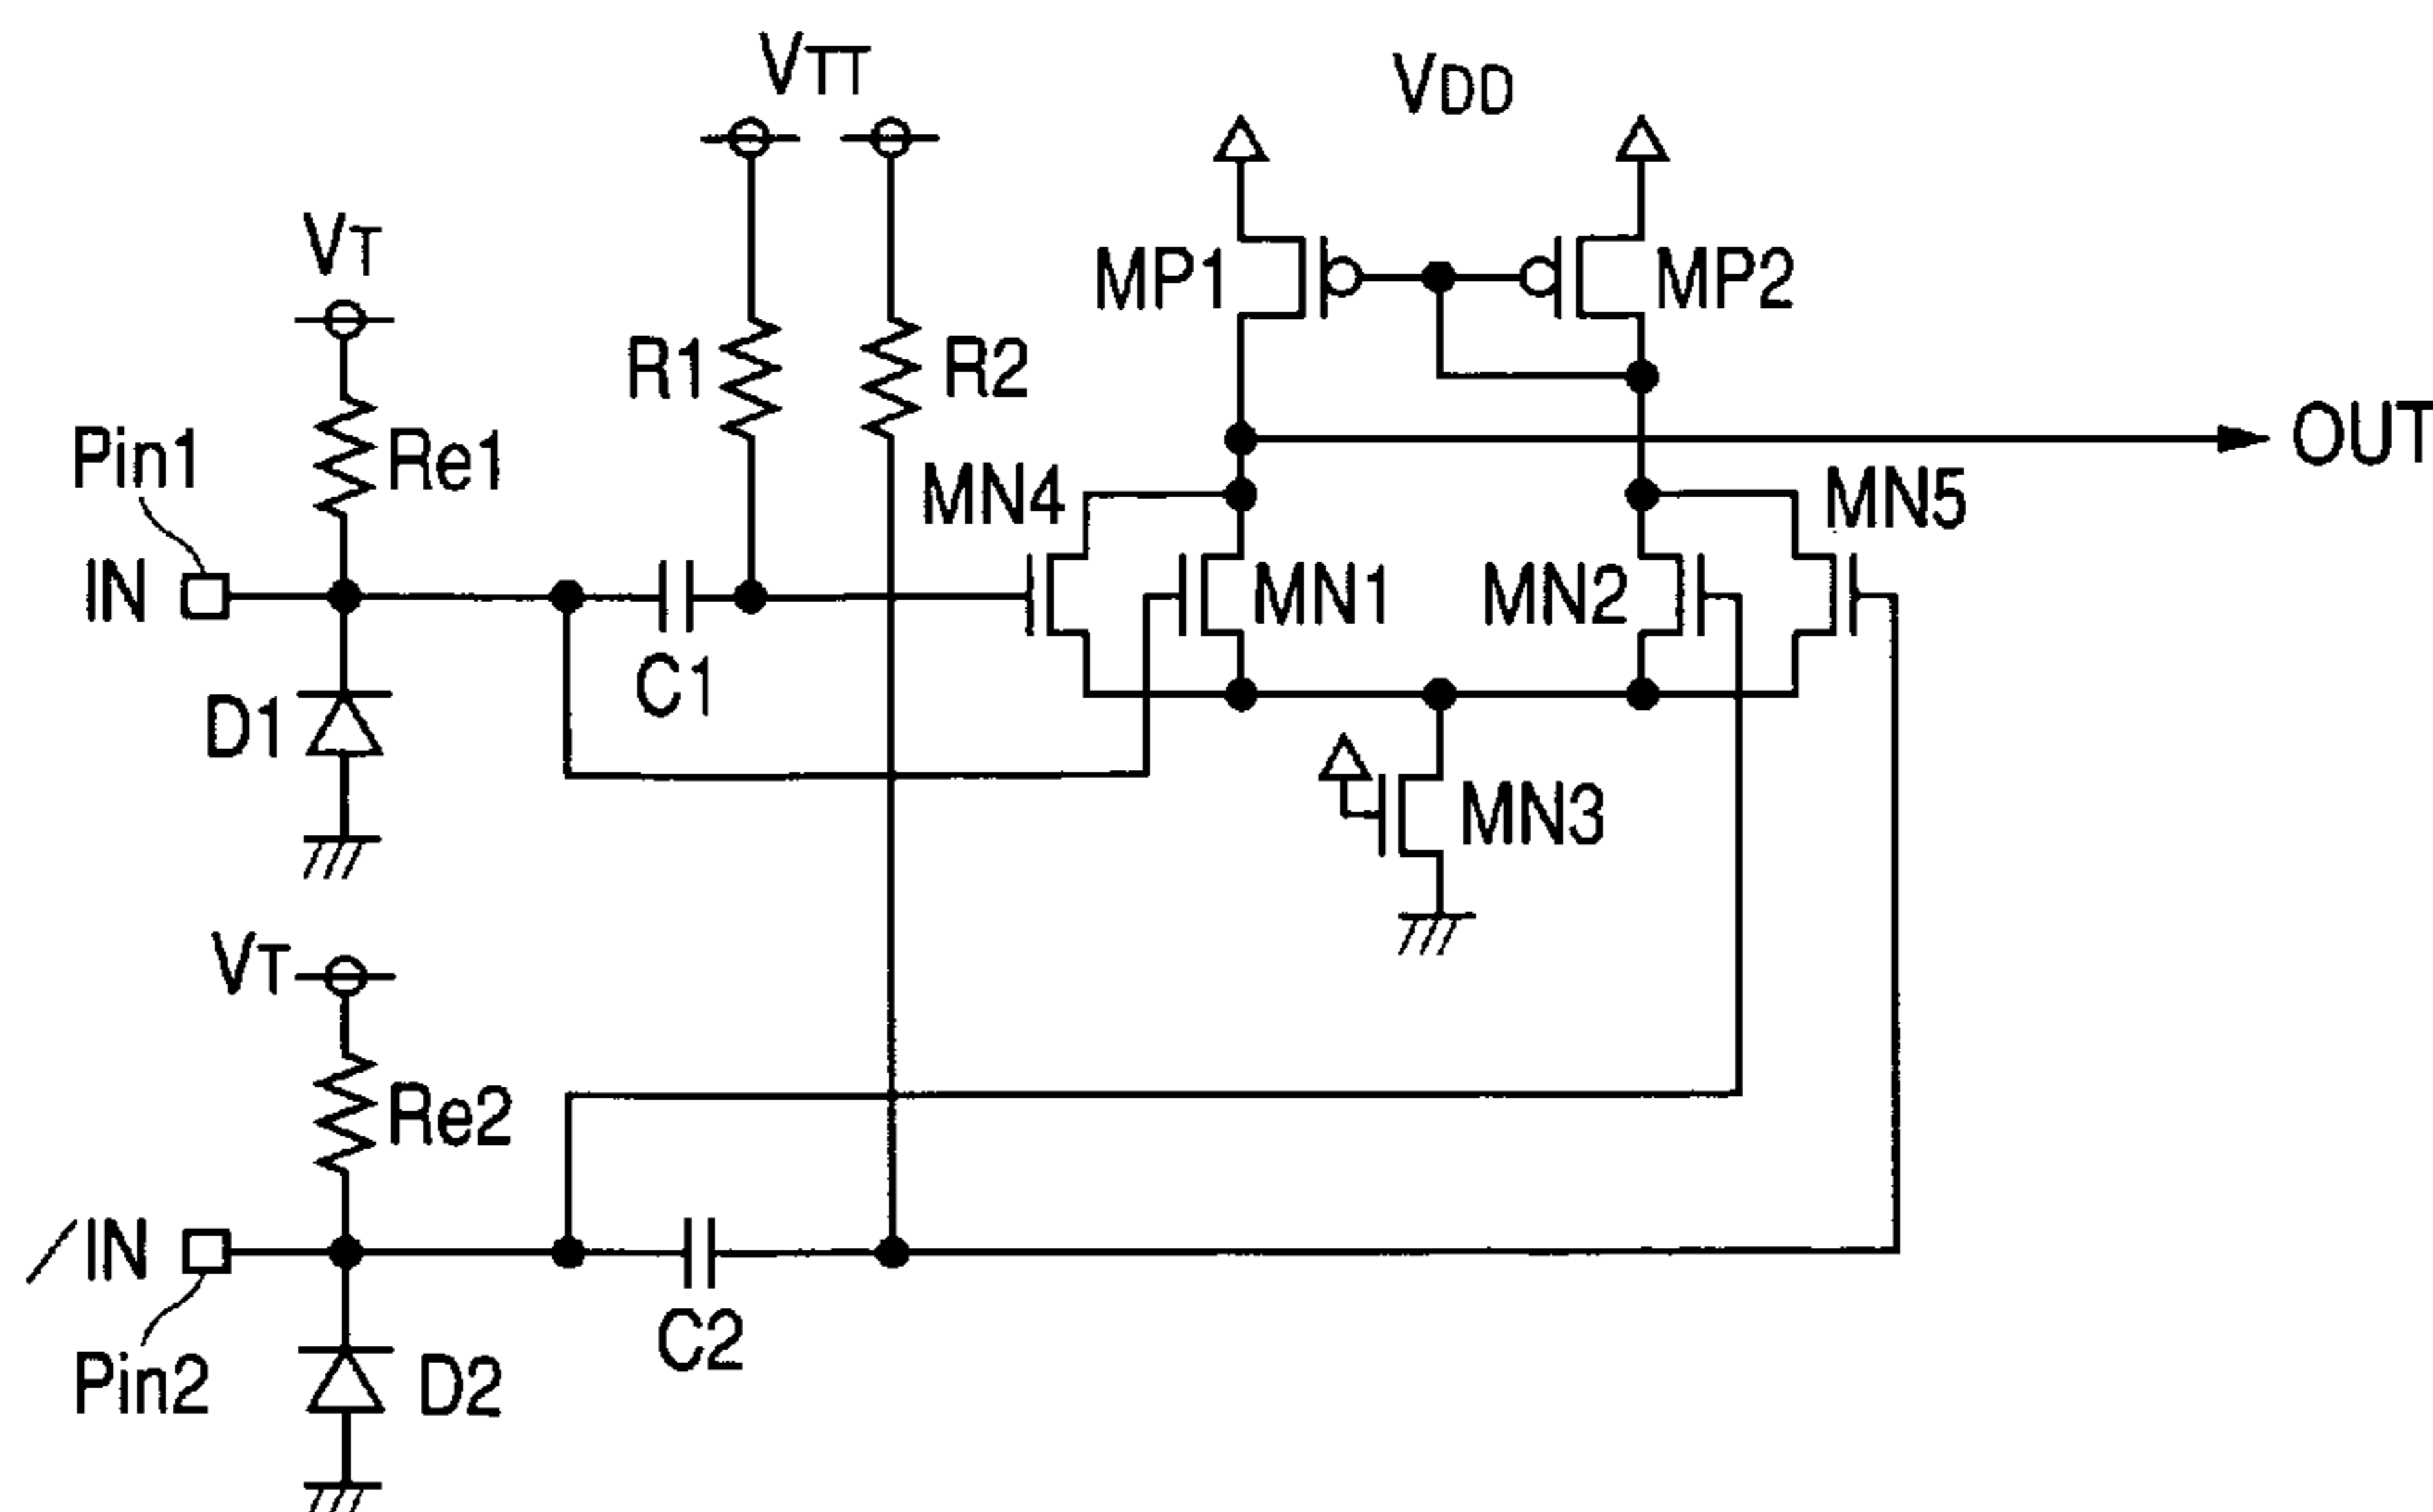 VTT
VDD
VT
MP1
MP2
R1
R2
Pin1
Re1
OUT
MN4
MN5
IN
MN1
MN2
C1
D1
MN3
VT
Re2
/IN
C2
Pin2
D2